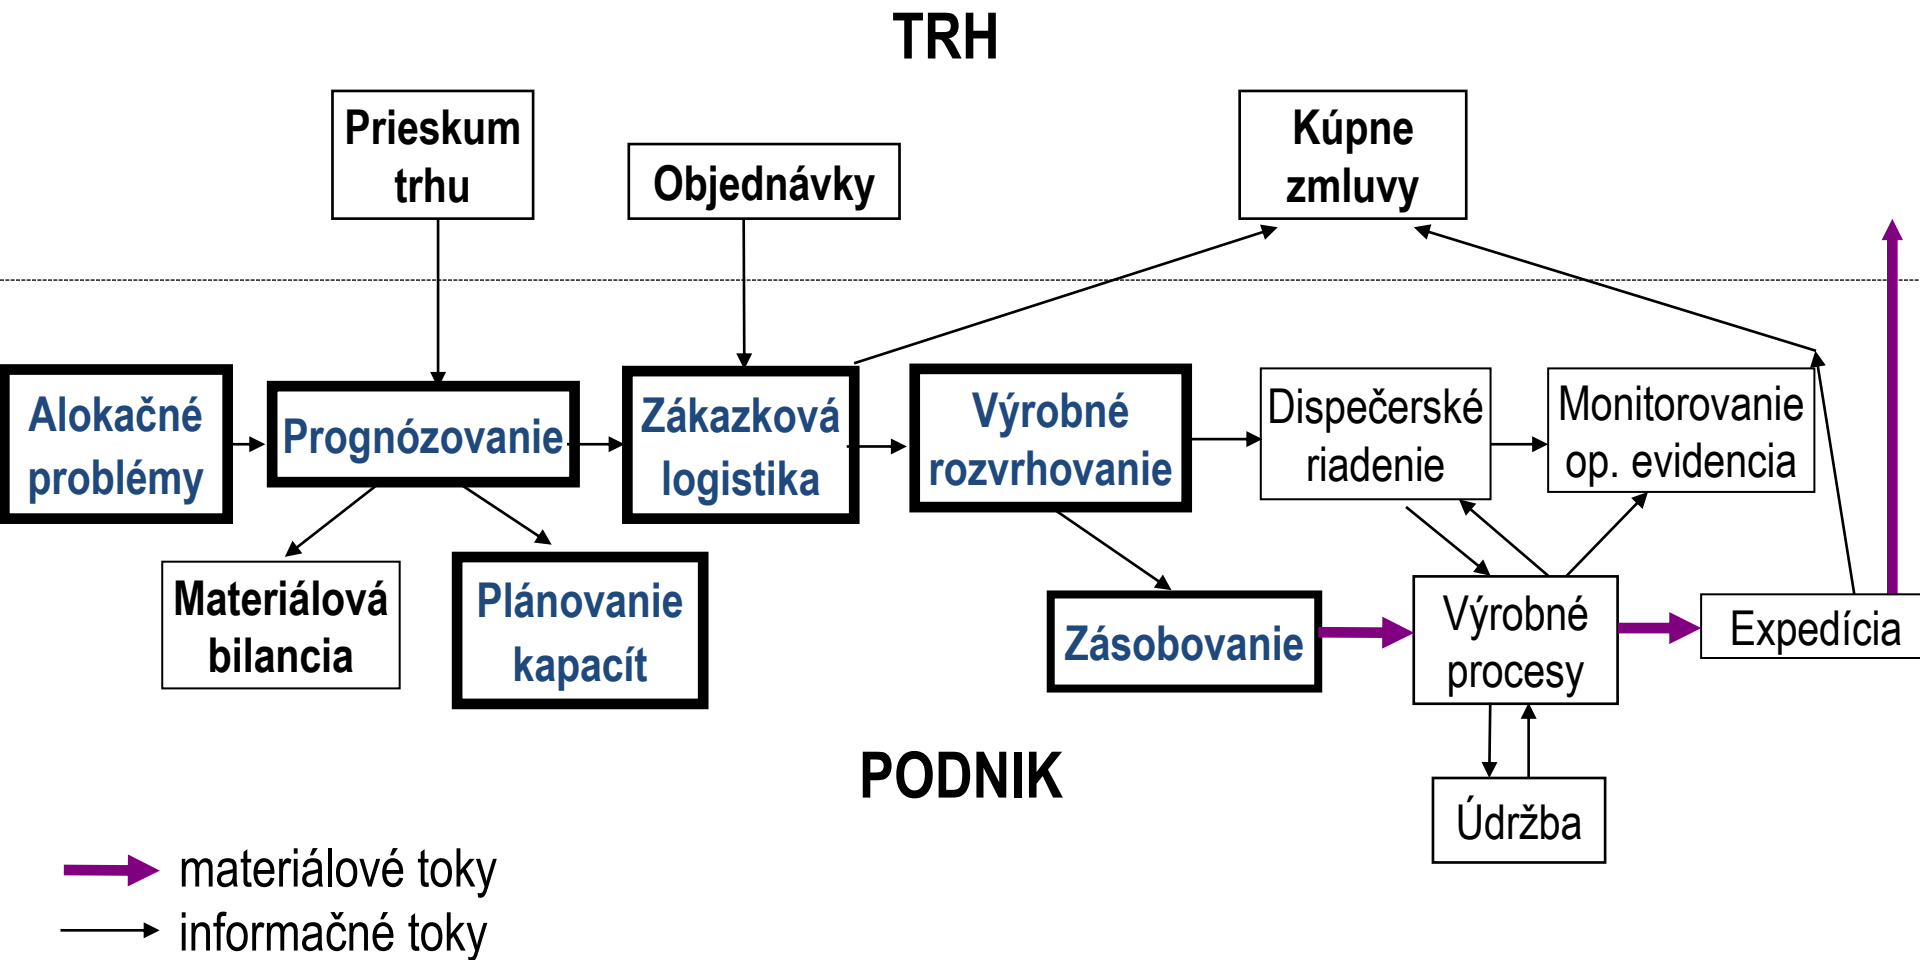 TRH
Prieskum
trhu
Objednávky
Kúpne
zmluvy
Alokačné
problémy
Prognózovanie
Zákazková
logistika
Výrobné
rozvrhovanie
Dispečerské
riadenie
Monitorovanie
op. evidencia
Materiálová
bilancia
Plánovanie
kapacít
Zásobovanie
Výrobné
procesy
Expedícia
PODNIK
Údržba
materiálové toky
informačné toky